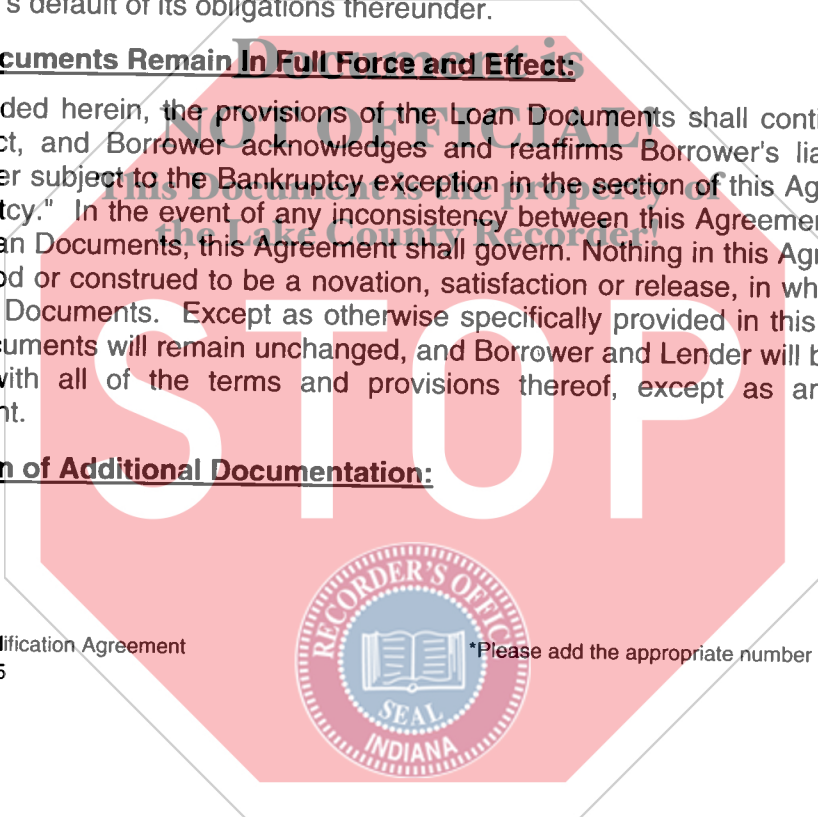 's default of its obligations thereunder.
cuments Remain In Full Force and Effect:
ded herein, the provisions of the Loan Documents shall conti
ct, and Borrower acknowledges and reaffirms Borrower's lia
er subject to the Bankruptcy exception in the section of this Ag
tcy." In the event of any inconsistency between this Agreeme
an Documents, this Agreement shall govern. Nothing in this Agr
od or construed to be a novation, satisfaction or release, in wh
Documents. Except as otherwise specifically provided in this
cuments will remain unchanged, and Borrower and Lender will b
with all of the terms and provisions thereof, except as ar
nt.
n of Additional Documentation:
lification Agreement
*Please add the appropriate number
5
Document is
NOT OFFICIAL!
This Document is the property of
the Lake County Recorder!
STOP
RECORDER'S OFFICE
SEAL
INDIANA